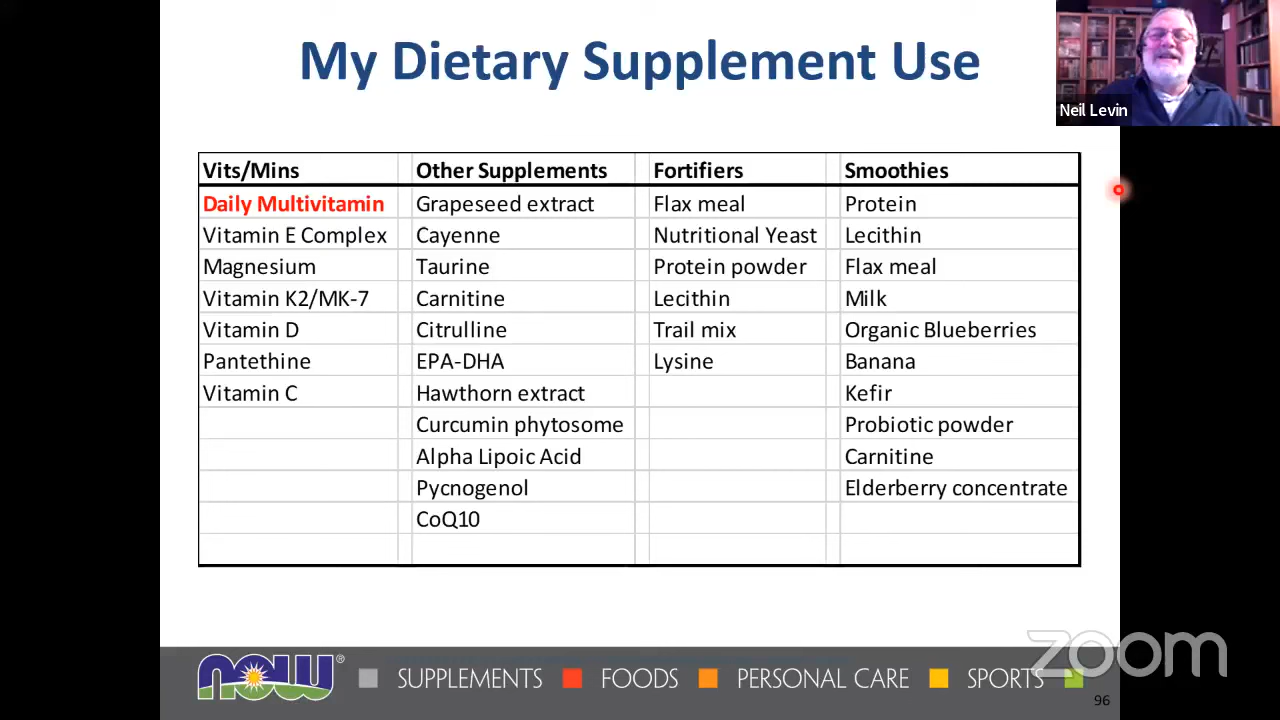 My Dietary Supplement Use
Neil Levin
Vits/Mins Other Supplements Fortifiers Smoothies
Daily Multivitamin Grapeseed extract Flax meal Protein
Vitamin E Complex Cayenne Nutritional Yeast Lecithin
Magnesium Taurine Protein powder Flax meal
Vitamin K2/MK-7 Carnitine Lecithin Milk
Vitamin D Citrulline Trail mix Organic Blueberries
Pantethine EPA-DHA Lysine Banana
Vitamin C Hawthorn extract Kefir
Curcumin phytosome Probiotic powder
Alpha Lipoic Acid Carnitine
Pycnogenol Elderberry concentrate
CoQ10
zoom
NOW® SUPPLEMENTS FOODS PERSONAL CARE SPORTS
96